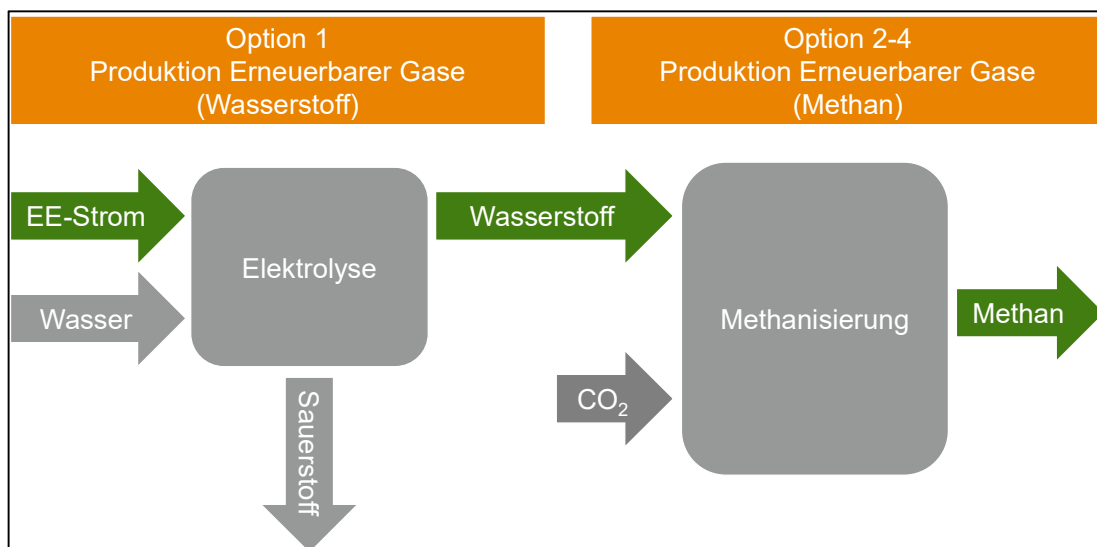 Option 1
Produktion Erneuerbarer Gase
(Wasserstoff)
Option 2-4
Produktion Erneuerbarer Gase
(Methan)
EE-Strom
Wasser
Elektrolyse
Sauerstoff
Wasserstoff
CO₂
Methanisierung
Methan